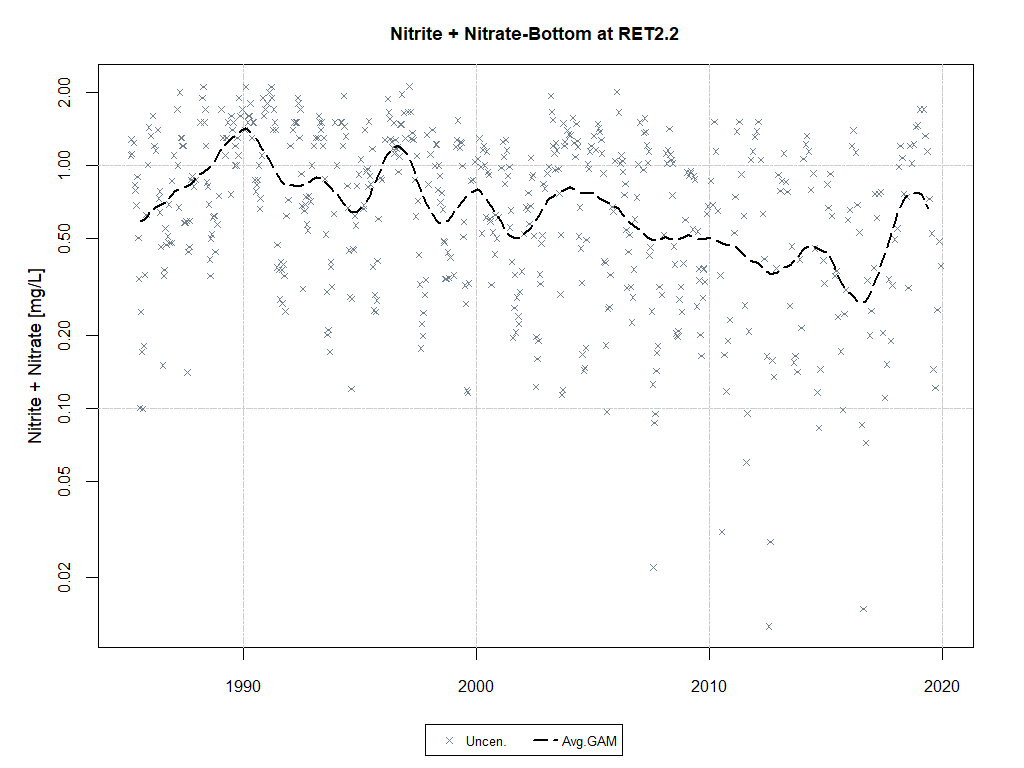 Nitrite + Nitrate-Bottom at RET2.2
Nitrite + Nitrate [mg/L]
2.00
1.00
0.50
0.20
0.10
0.05
0.02
1990 2000 2010 2020
Uncen. Avg.GAM